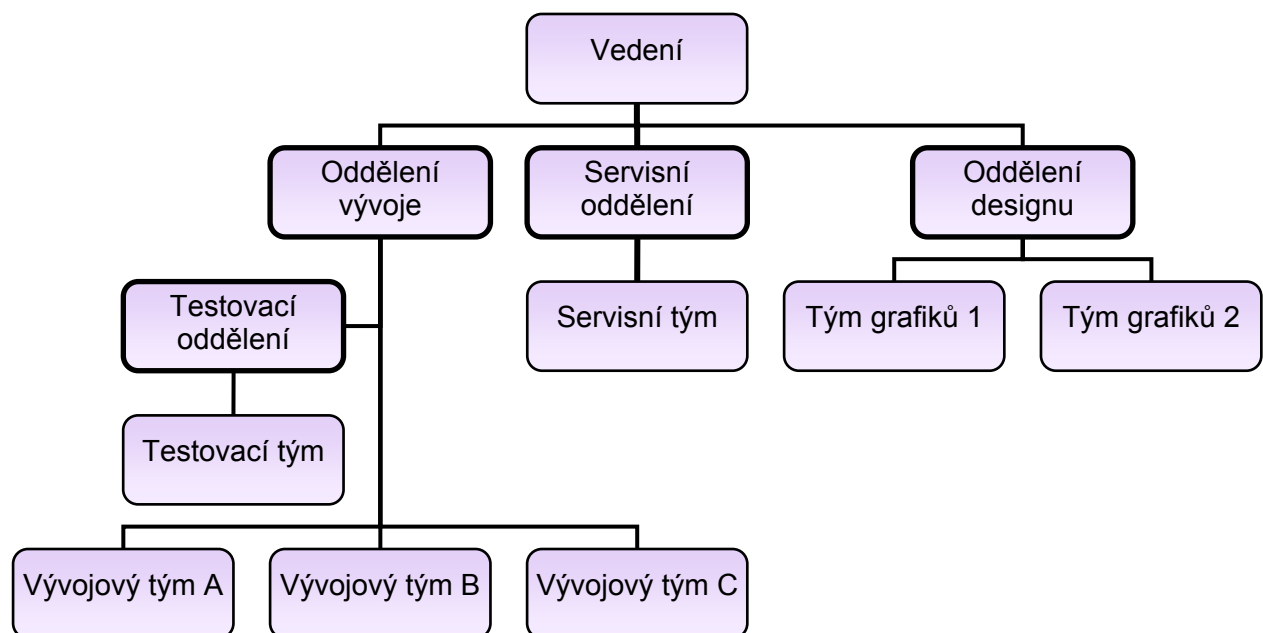 Vedení
Oddělení
vývoje
Servisní
oddělení
Oddělení
designu
Testovací
oddělení
Servisní tým
Tým grafiků 1
Tým grafiků 2
Testovací tým
Vývojový tým A
Vývojový tým B
Vývojový tým C